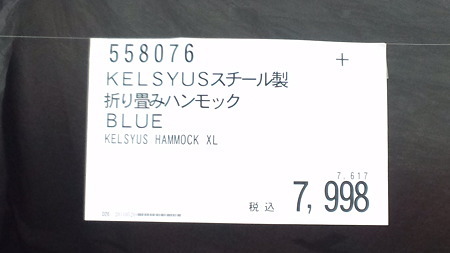 558076 +
KELSYUSスチール製
折り畳みハンモック
BLUE
KELSYUS HAMMOCK XL
7,617
税込 7,998